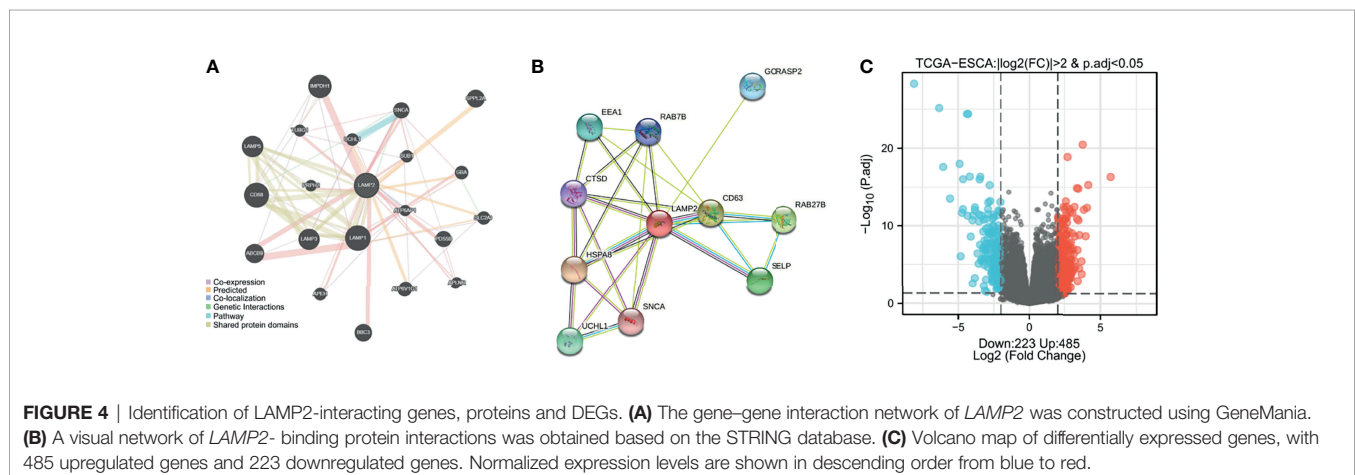 A
IMPDH1
SNCA
SPPL2A
UCHL1
LAMP5
GBA
LAMP2
CD68
LAMP3
LAMP1
ABCB9
BBC3
Co-expression
Predicted
Co-localization
Genetic Interactions
Pathway
Shared protein domains
B
GORASP2
EEA1
RAB7B
CTSD
CD63
LAMP2
RAB27B
HSPA8
SELP
SNCA
UCHL1
C
TCGA-ESCA:|log2(FC)|>2 & p.adj<0.05
-Log10 (P.adj)
20
10
0
-5
0
5
Down:223 Up:485
Log2 (Fold Change)
FIGURE 4 | Identification of LAMP2-interacting genes, proteins and DEGs. (A) The gene–gene interaction network of LAMP2 was constructed using GeneMania.
(B) A visual network of LAMP2- binding protein interactions was obtained based on the STRING database. (C) Volcano map of differentially expressed genes, with
485 upregulated genes and 223 downregulated genes. Normalized expression levels are shown in descending order from blue to red.